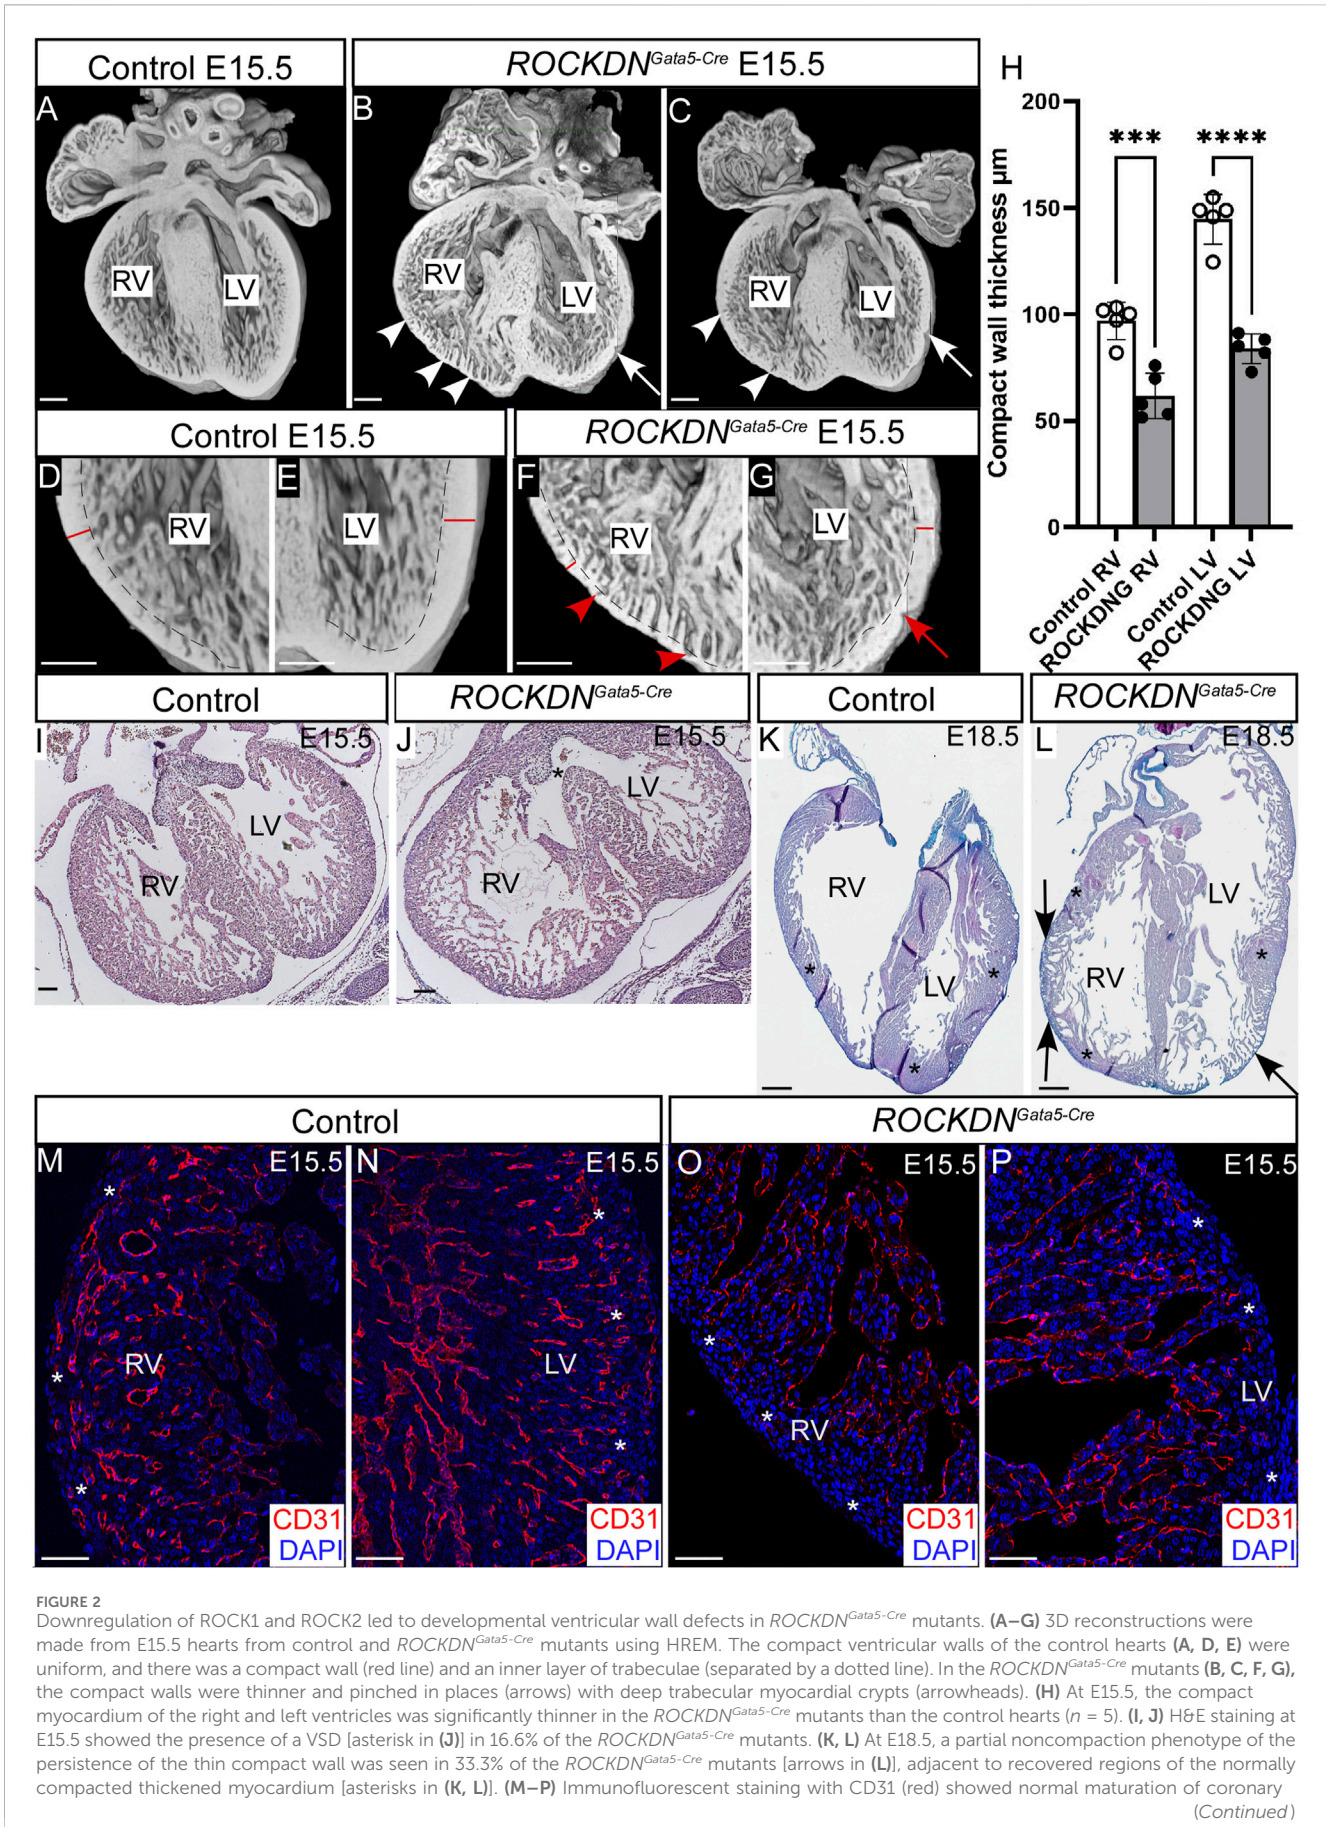 Control E15.5
ROCKDNGata5-Cre E15.5
A
B
C
RV
LV
RV
LV
RV
LV
Control E15.5
ROCKDNGata5-Cre E15.5
D
E
F
G
RV
LV
RV
LV
H
Compact wall thickness µm
200
150
100
50
0
***
****
Control RV
ROCKDNG RV
Control LV
ROCKDNG LV
Control
ROCKDNGata5-Cre
Control
ROCKDNGata5-Cre
I
E15.5
RV
LV
J
E15.5
*
RV
LV
K
E18.5
RV
LV
*
*
*
L
E18.5
LV
RV
*
*
*
Control
ROCKDNGata5-Cre
M
E15.5
*
*
*
RV
CD31
DAPI
N
E15.5
*
*
*
LV
CD31
DAPI
O
E15.5
*
*
*
RV
CD31
DAPI
P
E15.5
*
*
*
LV
CD31
DAPI
FIGURE 2
Downregulation of ROCK1 and ROCK2 led to developmental ventricular wall defects in ROCKDNGata5-Cre mutants. (A–G) 3D reconstructions were
made from E15.5 hearts from control and ROCKDNGata5-Cre mutants using HREM. The compact ventricular walls of the control hearts (A, D, E) were
uniform, and there was a compact wall (red line) and an inner layer of trabeculae (separated by a dotted line). In the ROCKDNGata5-Cre mutants (B, C, F, G),
the compact walls were thinner and pinched in places (arrows) with deep trabecular myocardial crypts (arrowheads). (H) At E15.5, the compact
myocardium of the right and left ventricles was significantly thinner in the ROCKDNGata5-Cre mutants than the control hearts (n = 5). (I, J) H&E staining at
E15.5 showed the presence of a VSD [asterisk in (J)] in 16.6% of the ROCKDNGata5-Cre mutants. (K, L) At E18.5, a partial noncompaction phenotype of the
persistence of the thin compact wall was seen in 33.3% of the ROCKDNGata5-Cre mutants [arrows in (L)], adjacent to recovered regions of the normally
compacted thickened myocardium [asterisks in (K, L)]. (M–P) Immunofluorescent staining with CD31 (red) showed normal maturation of coronary
(Continued)